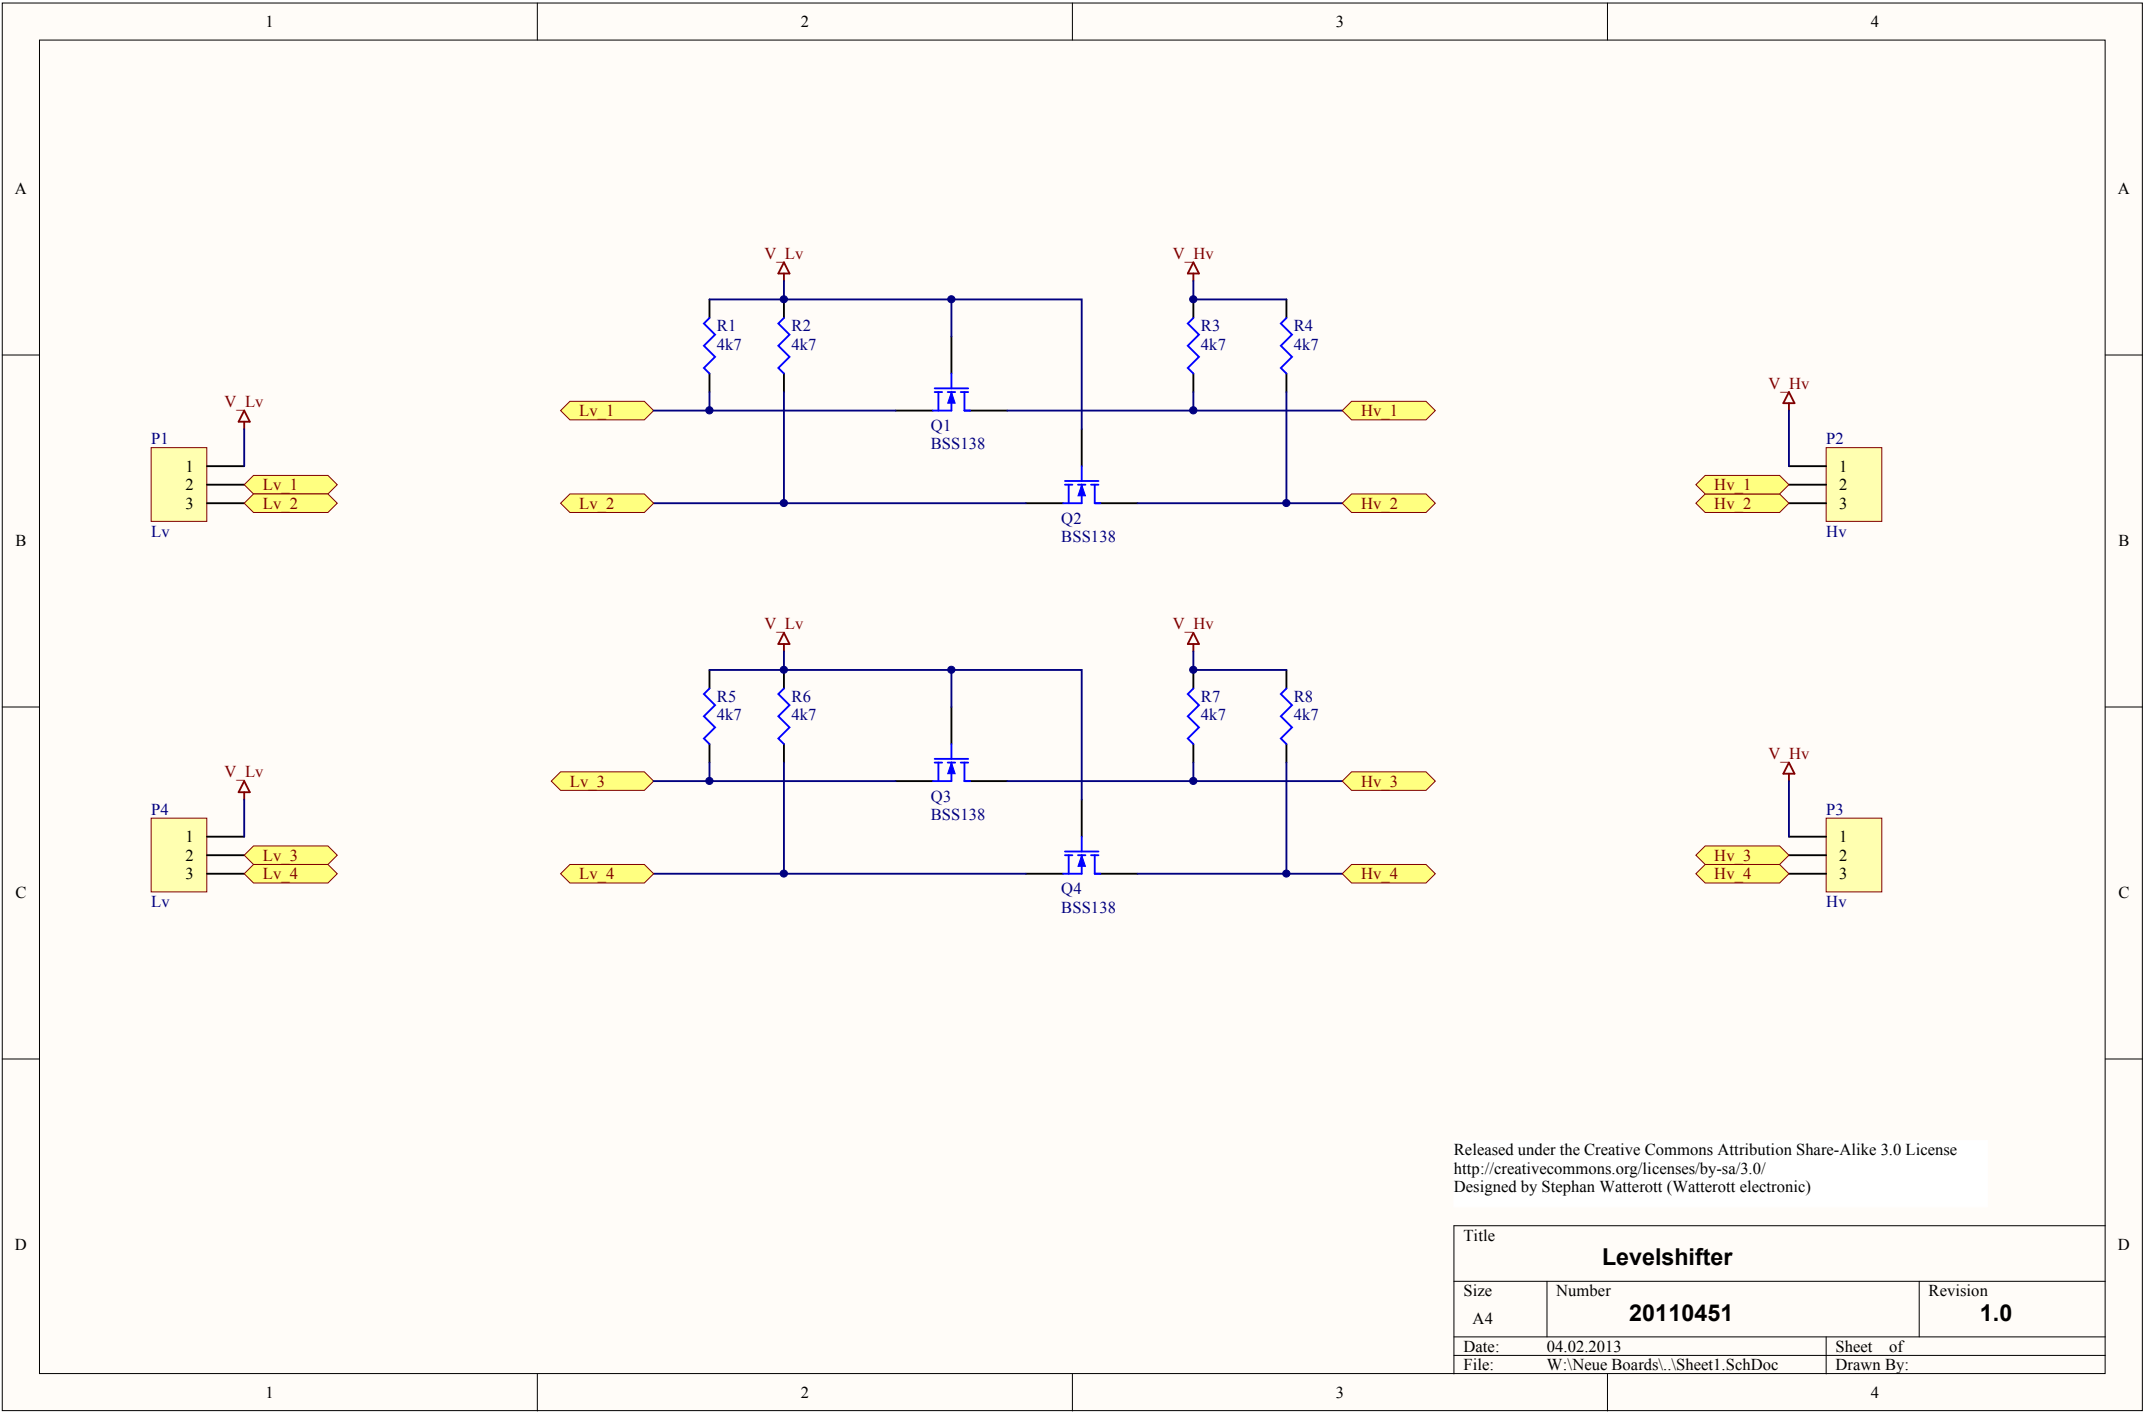 1 2 3 4
A A
V_Lv V_Hv
R1 R2 R3 R4
4k7 4k7 4k7 4k7
V_Hv
V_Lv
Lv_1 Hv_1
Q1
BSS138
P1 P2
1 1
2 Lv_1 Hv_1 2
3 Lv_2 Hv_2 3
Lv_2 Hv_2
Q2
BSS138
Lv Hv
B B
V_Lv V_Hv
R5 R6 R7 R8
4k7 4k7 4k7 4k7
V_Hv
V_Lv
Lv_3 Hv_3
Q3
BSS138
P4 P3
1 1
2 Lv_3 Hv_3 2
3 Lv_4 Hv_4 3
Lv_4 Hv_4
Q4
BSS138
Lv Hv
C C
Released under the Creative Commons Attribution Share-Alike 3.0 License
http://creativecommons.org/licenses/by-sa/3.0/
Designed by Stephan Watterott (Watterott electronic)
D D
Title
Levelshifter
Size Number Revision
A4 20110451 1.0
Date: 04.02.2013 Sheet of
File: W:\Neue Boards\..\Sheet1.SchDoc Drawn By:
1 2 3 4